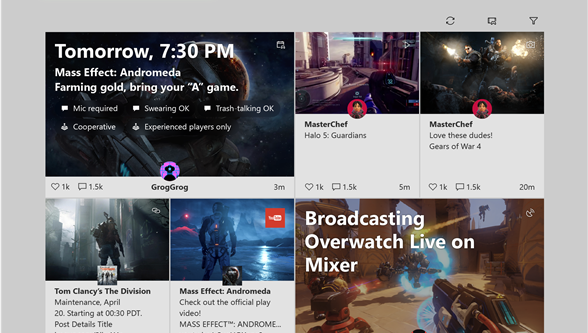 Tomorrow, 7:30 PM
Mass Effect: Andromeda
Farming gold, bring your “A” game.
Mic required
Swearing OK
Trash-talking OK
Cooperative
Experienced players only
1k
1.5k
GrogGrog
3m
MasterChef
Halo 5: Guardians
1k
1.5k
5m
MasterChef
Love these dudes!
Gears of War 4
1k
1.5k
20m
Tom Clancy’s The Division
Maintenance, April
20. Starting at 00:30 PDT.
Post Details Title
YouTube
Mass Effect: Andromeda
Check out the official play
video!
MASS EFFECT™: ANDROME...
Broadcasting
Overwatch Live on
Mixer